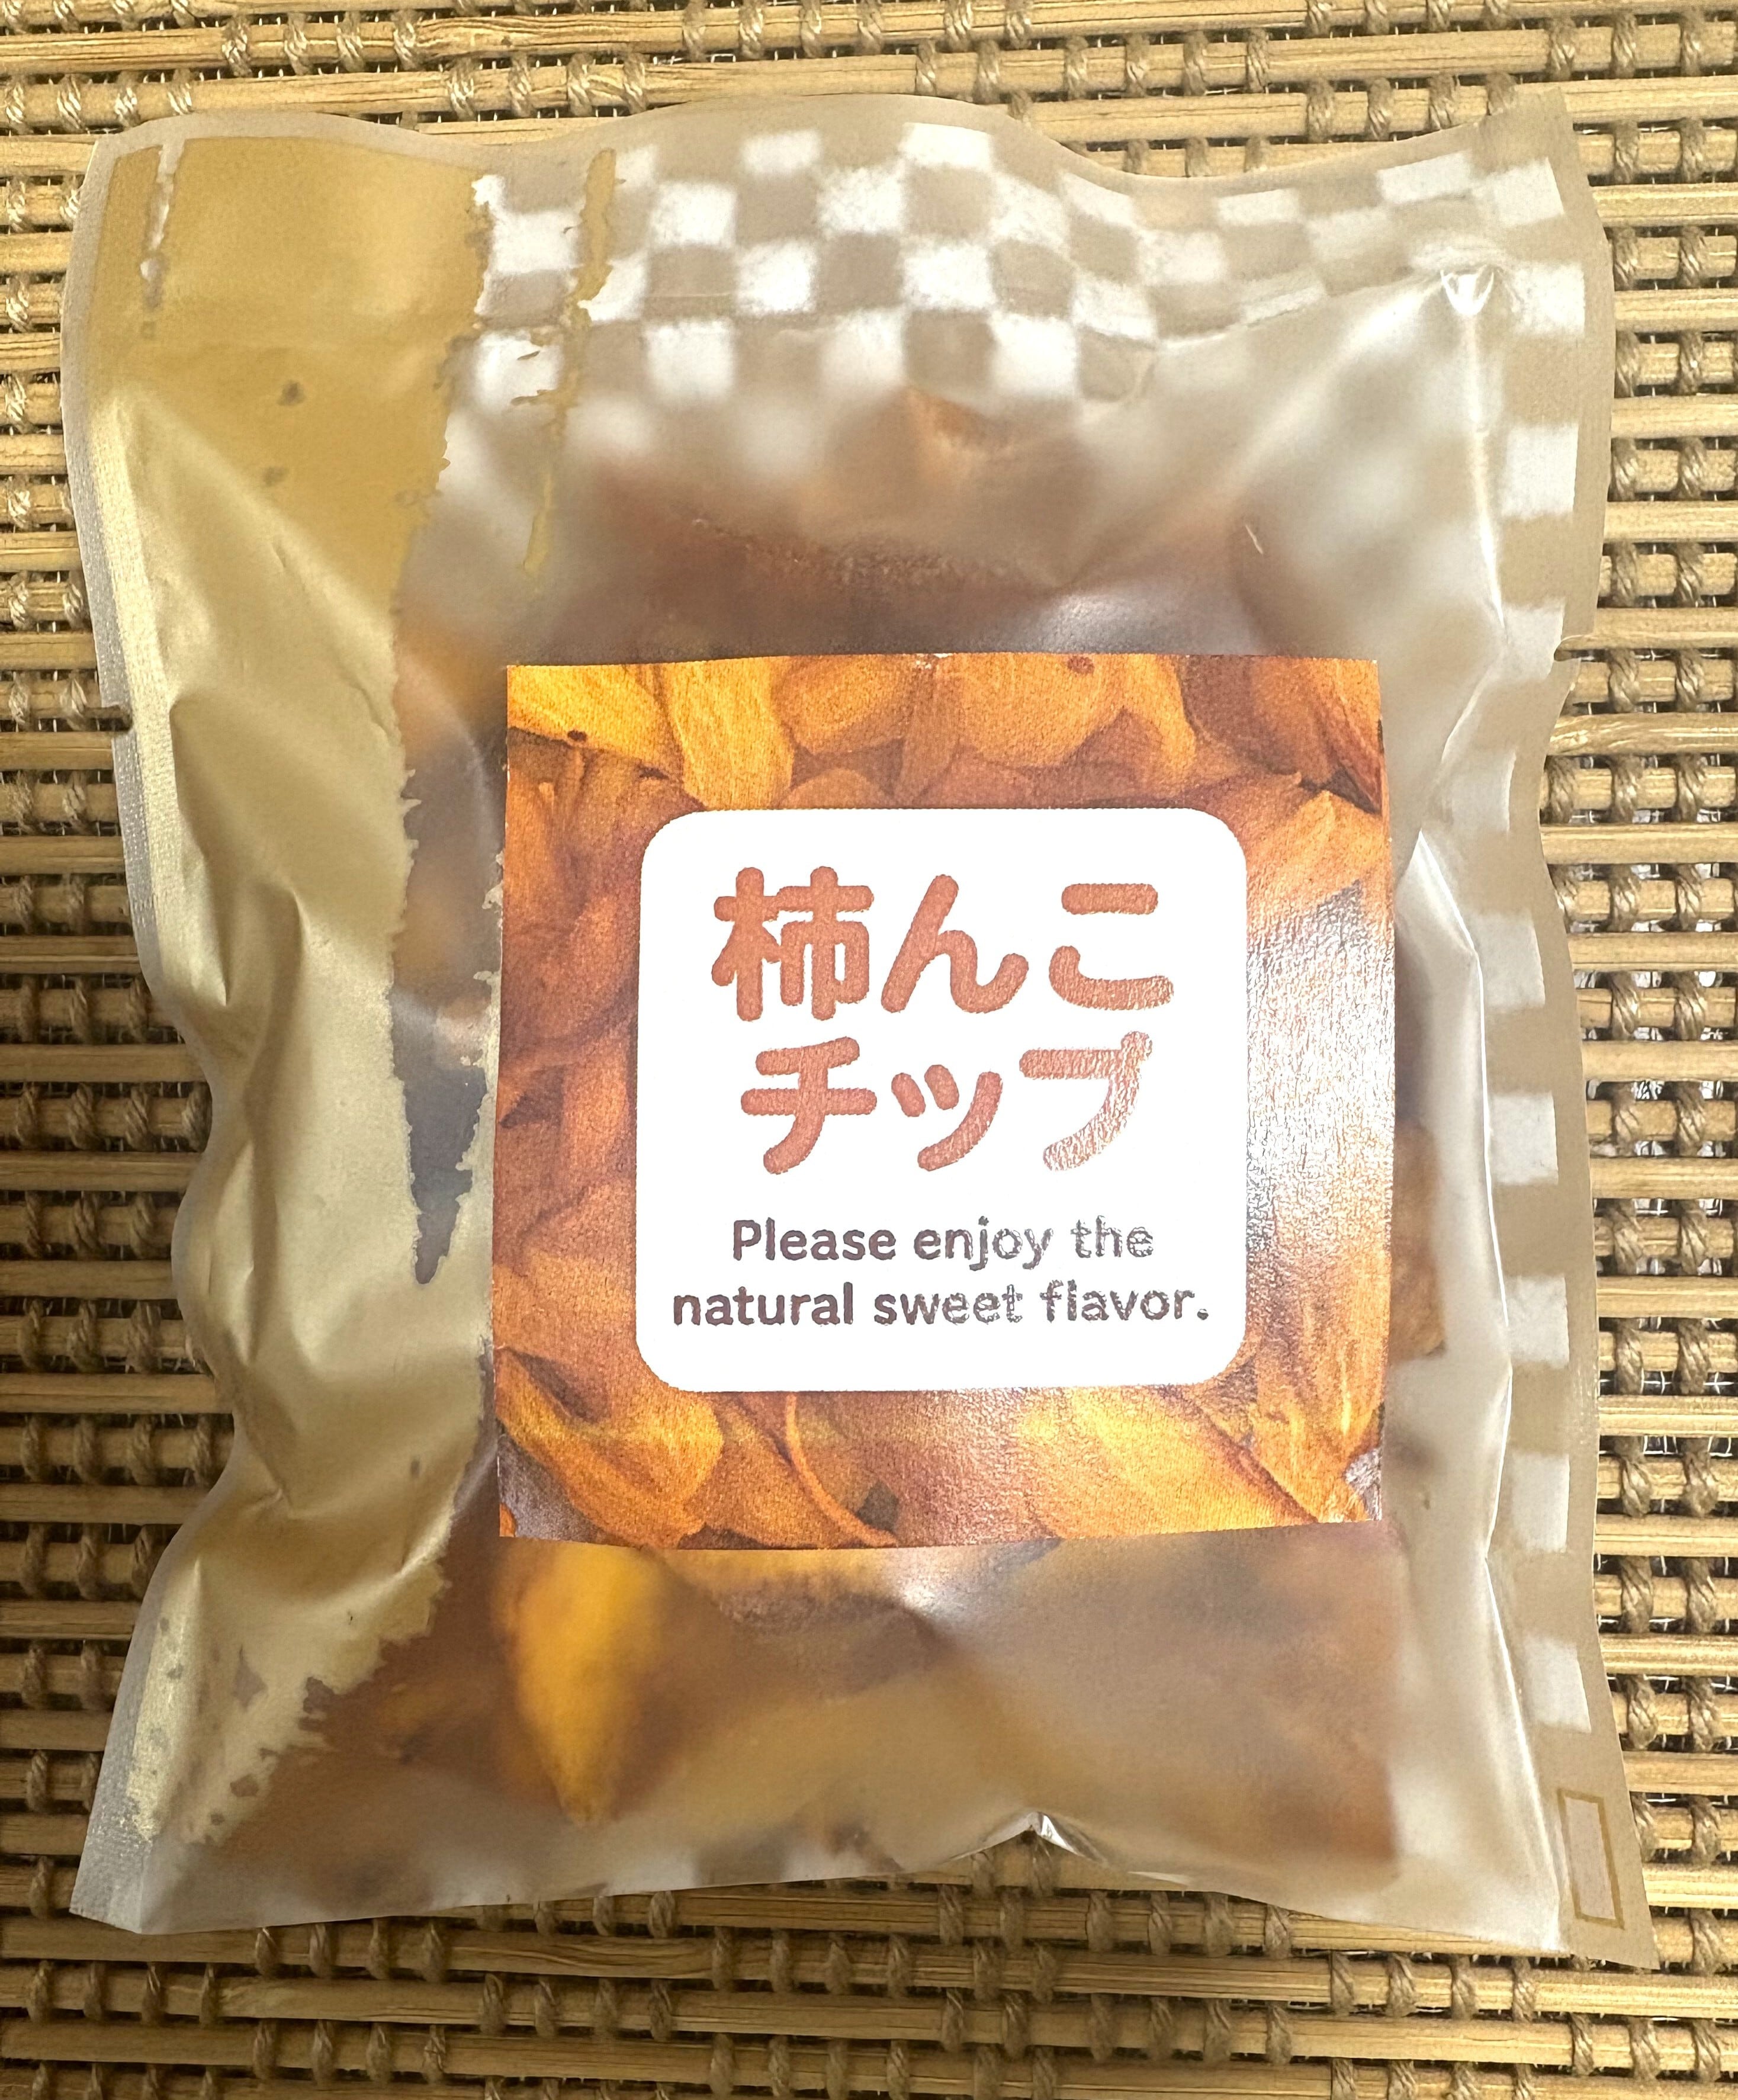 柿んこ
チップ
Please enjoy the
natural sweet flavor.